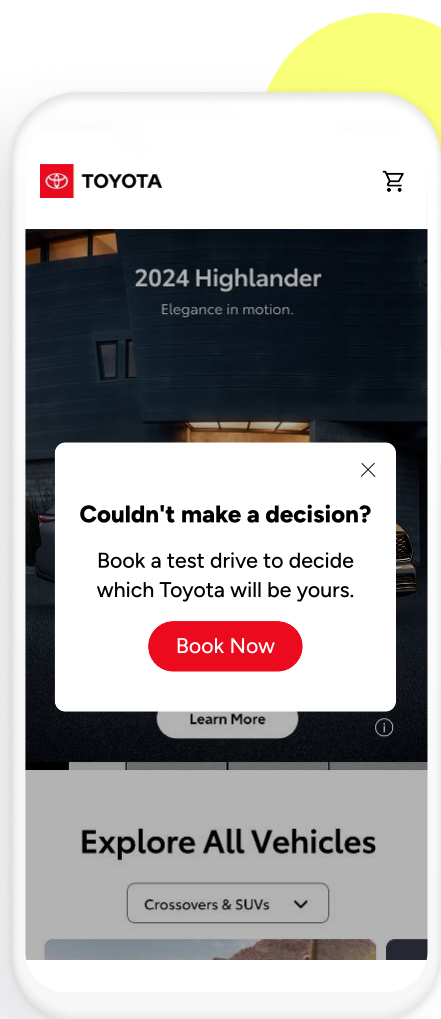 TOYOTA
2024 Highlander
Elegance in motion.
Couldn't make a decision?
Book a test drive to decide
which Toyota will be yours.
Book Now
Learn More
Explore All Vehicles
Crossovers & SUVs